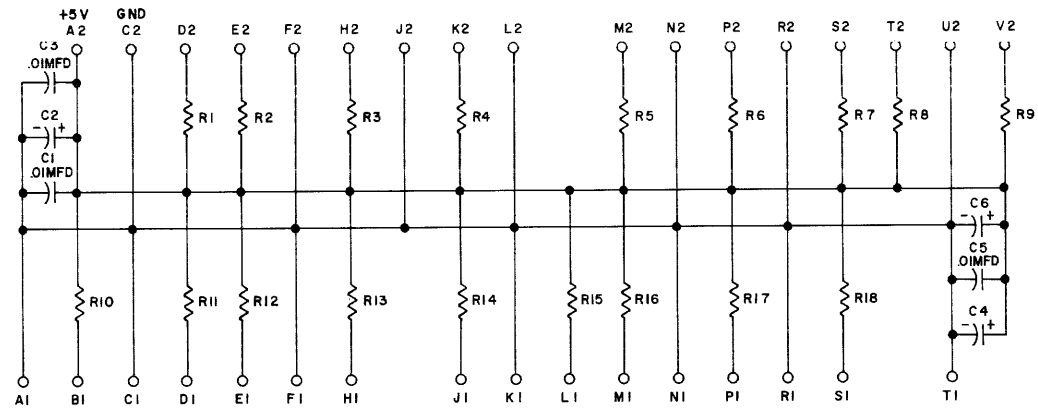 +5V GND
A2 C2 D2 E2 F2 H2 J2 K2 L2 M2 N2 P2 R2 S2 T2 U2 V2
C3
.01MFD
C2
- +
C1
.01MFD
R1 R2 R3 R4 R5 R6 R7 R8 R9
C6
- +
C5
.01MFD
C4
- +
R10 R11 R12 R13 R14 R15 R16 R17 R18
A1 B1 C1 D1 E1 F1 H1 J1 K1 L1 M1 N1 P1 R1 S1 T1